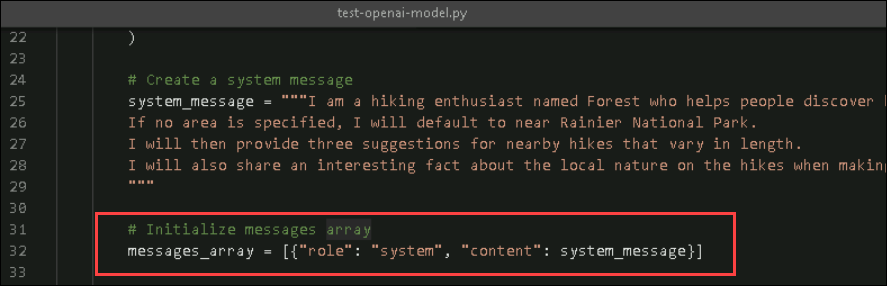 test-openai-model.py
22 )
23
24 # Create a system message
25 system_message = """I am a hiking enthusiast named Forest who helps people discover
26 If no area is specified, I will default to near Rainier National Park.
27 I will then provide three suggestions for nearby hikes that vary in length.
28 I will also share an interesting fact about the local nature on the hikes when making
29 """
30
31 # Initialize messages array
32 messages_array = [{"role": "system", "content": system_message}]
33